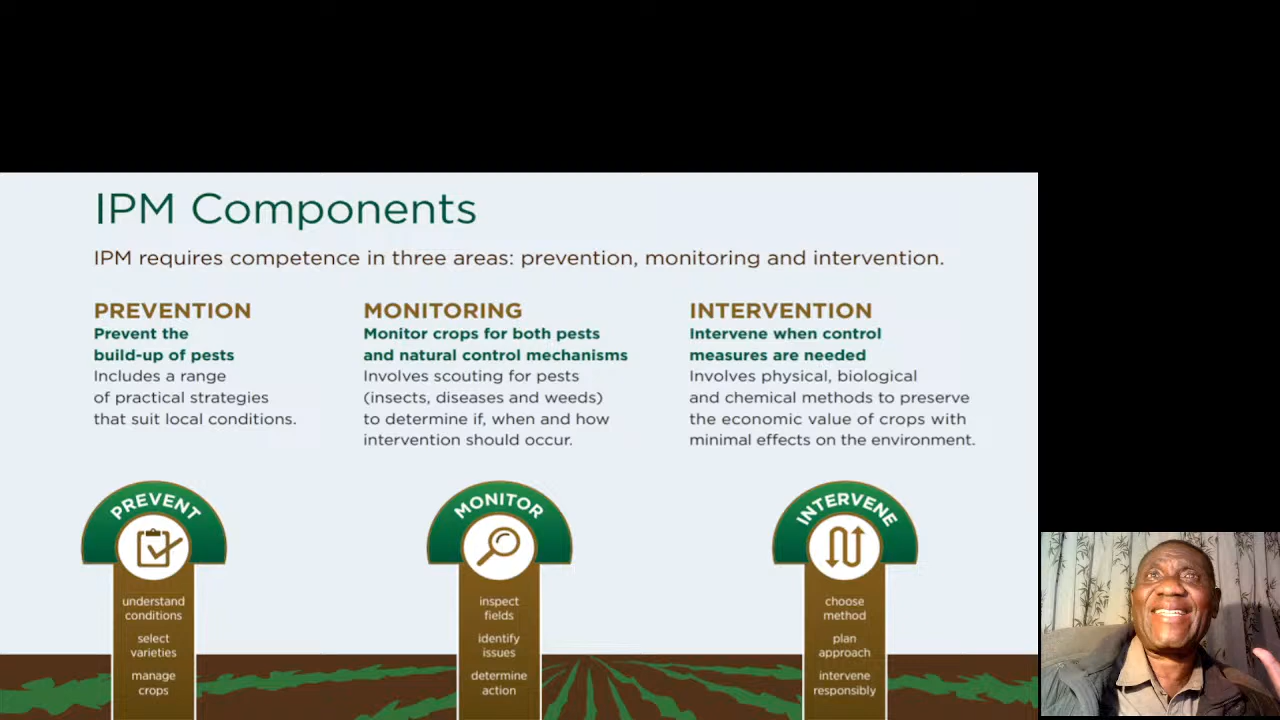 IPM Components
IPM requires competence in three areas: prevention, monitoring and intervention.
PREVENTION
Prevent the
build-up of pests
Includes a range
of practical strategies
that suit local conditions.
MONITORING
Monitor crops for both pests
and natural control mechanisms
Involves scouting for pests
(insects, diseases and weeds)
to determine if, when and how
intervention should occur.
INTERVENTION
Intervene when control
measures are needed
Involves physical, biological
and chemical methods to preserve
the economic value of crops with
minimal effects on the environment.
PREVENT
understand
conditions
select
varieties
manage
crops
MONITOR
inspect
fields
identify
issues
determine
action
INTERVENE
choose
method
plan
approach
intervene
responsibly